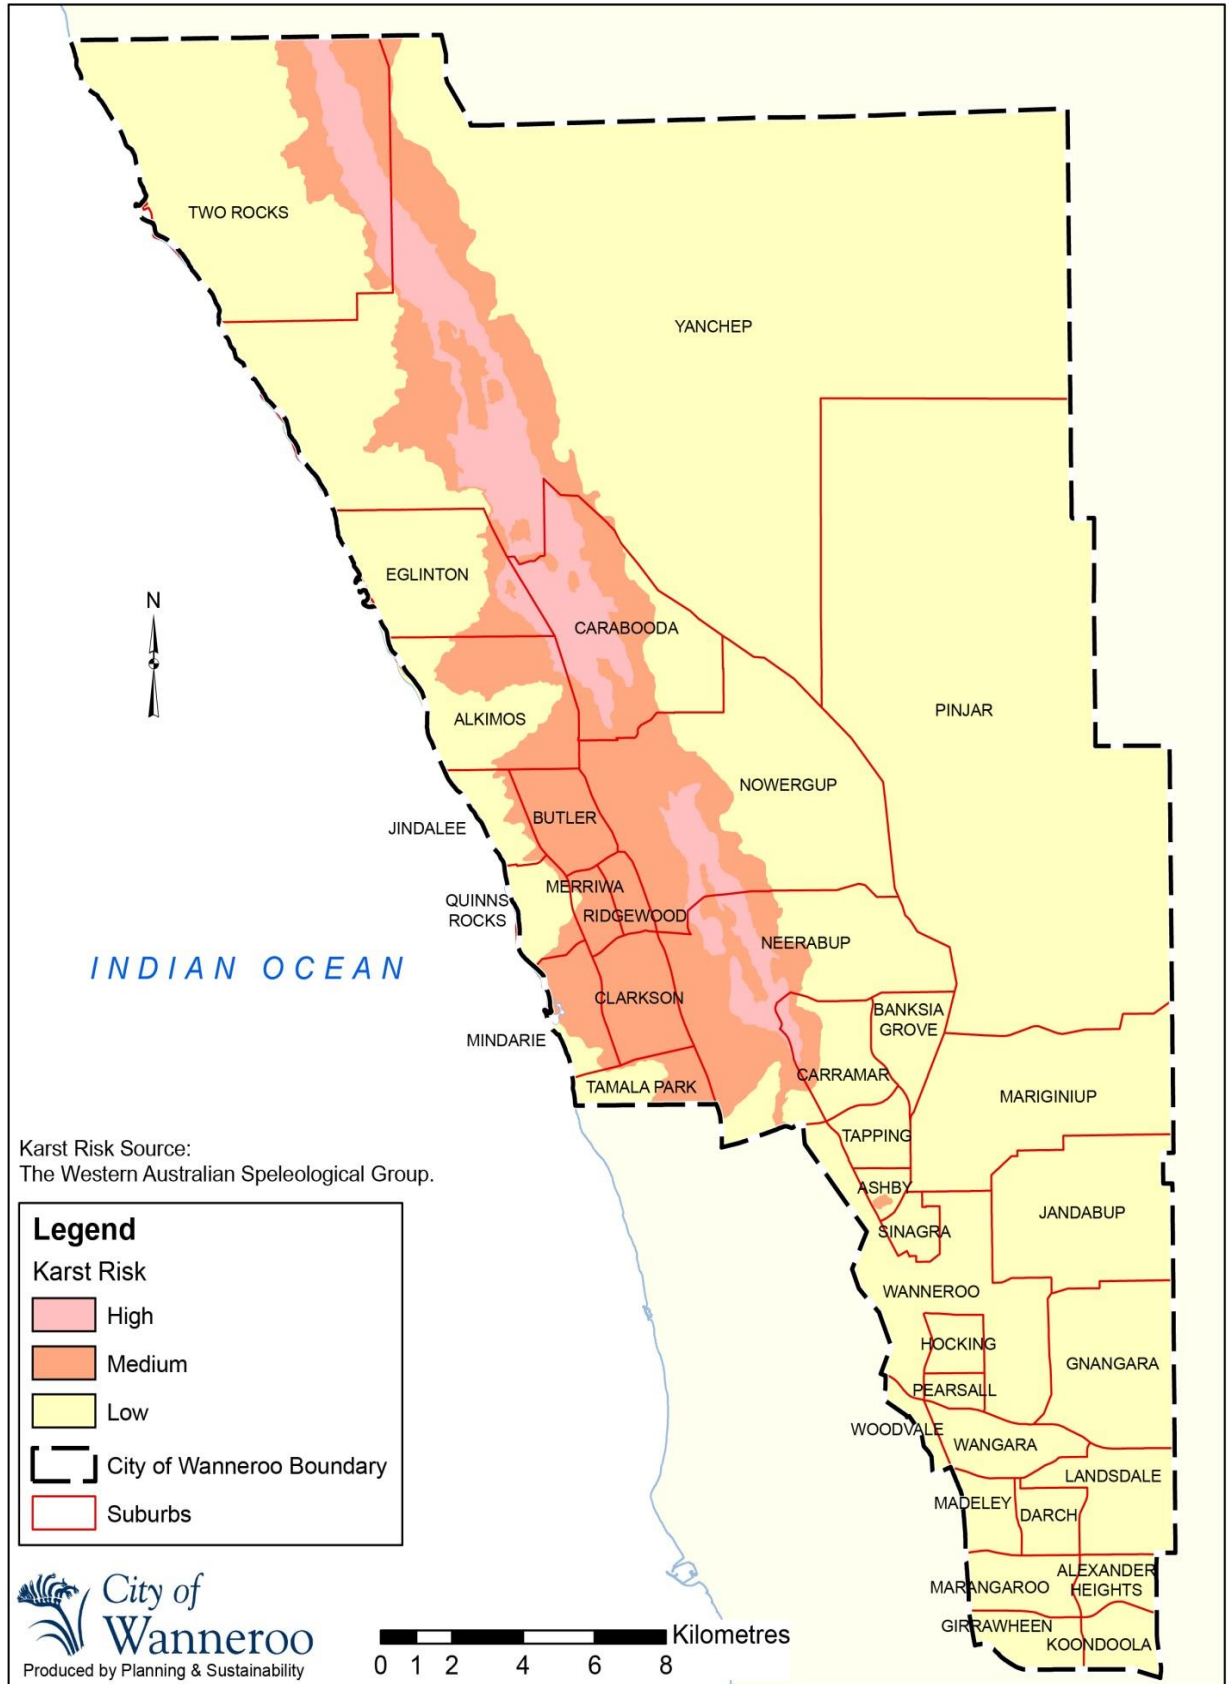 TWO ROCKS
YANCHEP
EGLINTON
N
CARABOODA
ALKIMOS
PINJAR
NOWERGUP
BUTLER
JINDALEE
MERRIWA
QUINNS
ROCKS
RIDGEWOOD
NEERABUP
INDIAN OCEAN
CLARKSON
BANKSIA
GROVE
MINDARIE
CARRAMAR
TAMALA PARK
MARIGINIUP
TAPPING
Karst Risk Source:
The Western Australian Speleological Group.
ASHBY
JANDABUP
SINAGRA
WANNEROO
HOCKING
GNANGARA
PEARSALL
WOODVALE
WANGARA
LANDSDALE
MADELEY
DARCH
ALEXANDER
HEIGHTS
MARANGAROO
GIRRAWHEEN
KOONDOOLA
Legend
Karst Risk
High
Medium
Low
City of Wanneroo Boundary
Suburbs
City of
Wanneroo
Produced by Planning & Sustainability
Kilometres
0 1 2 4 6 8